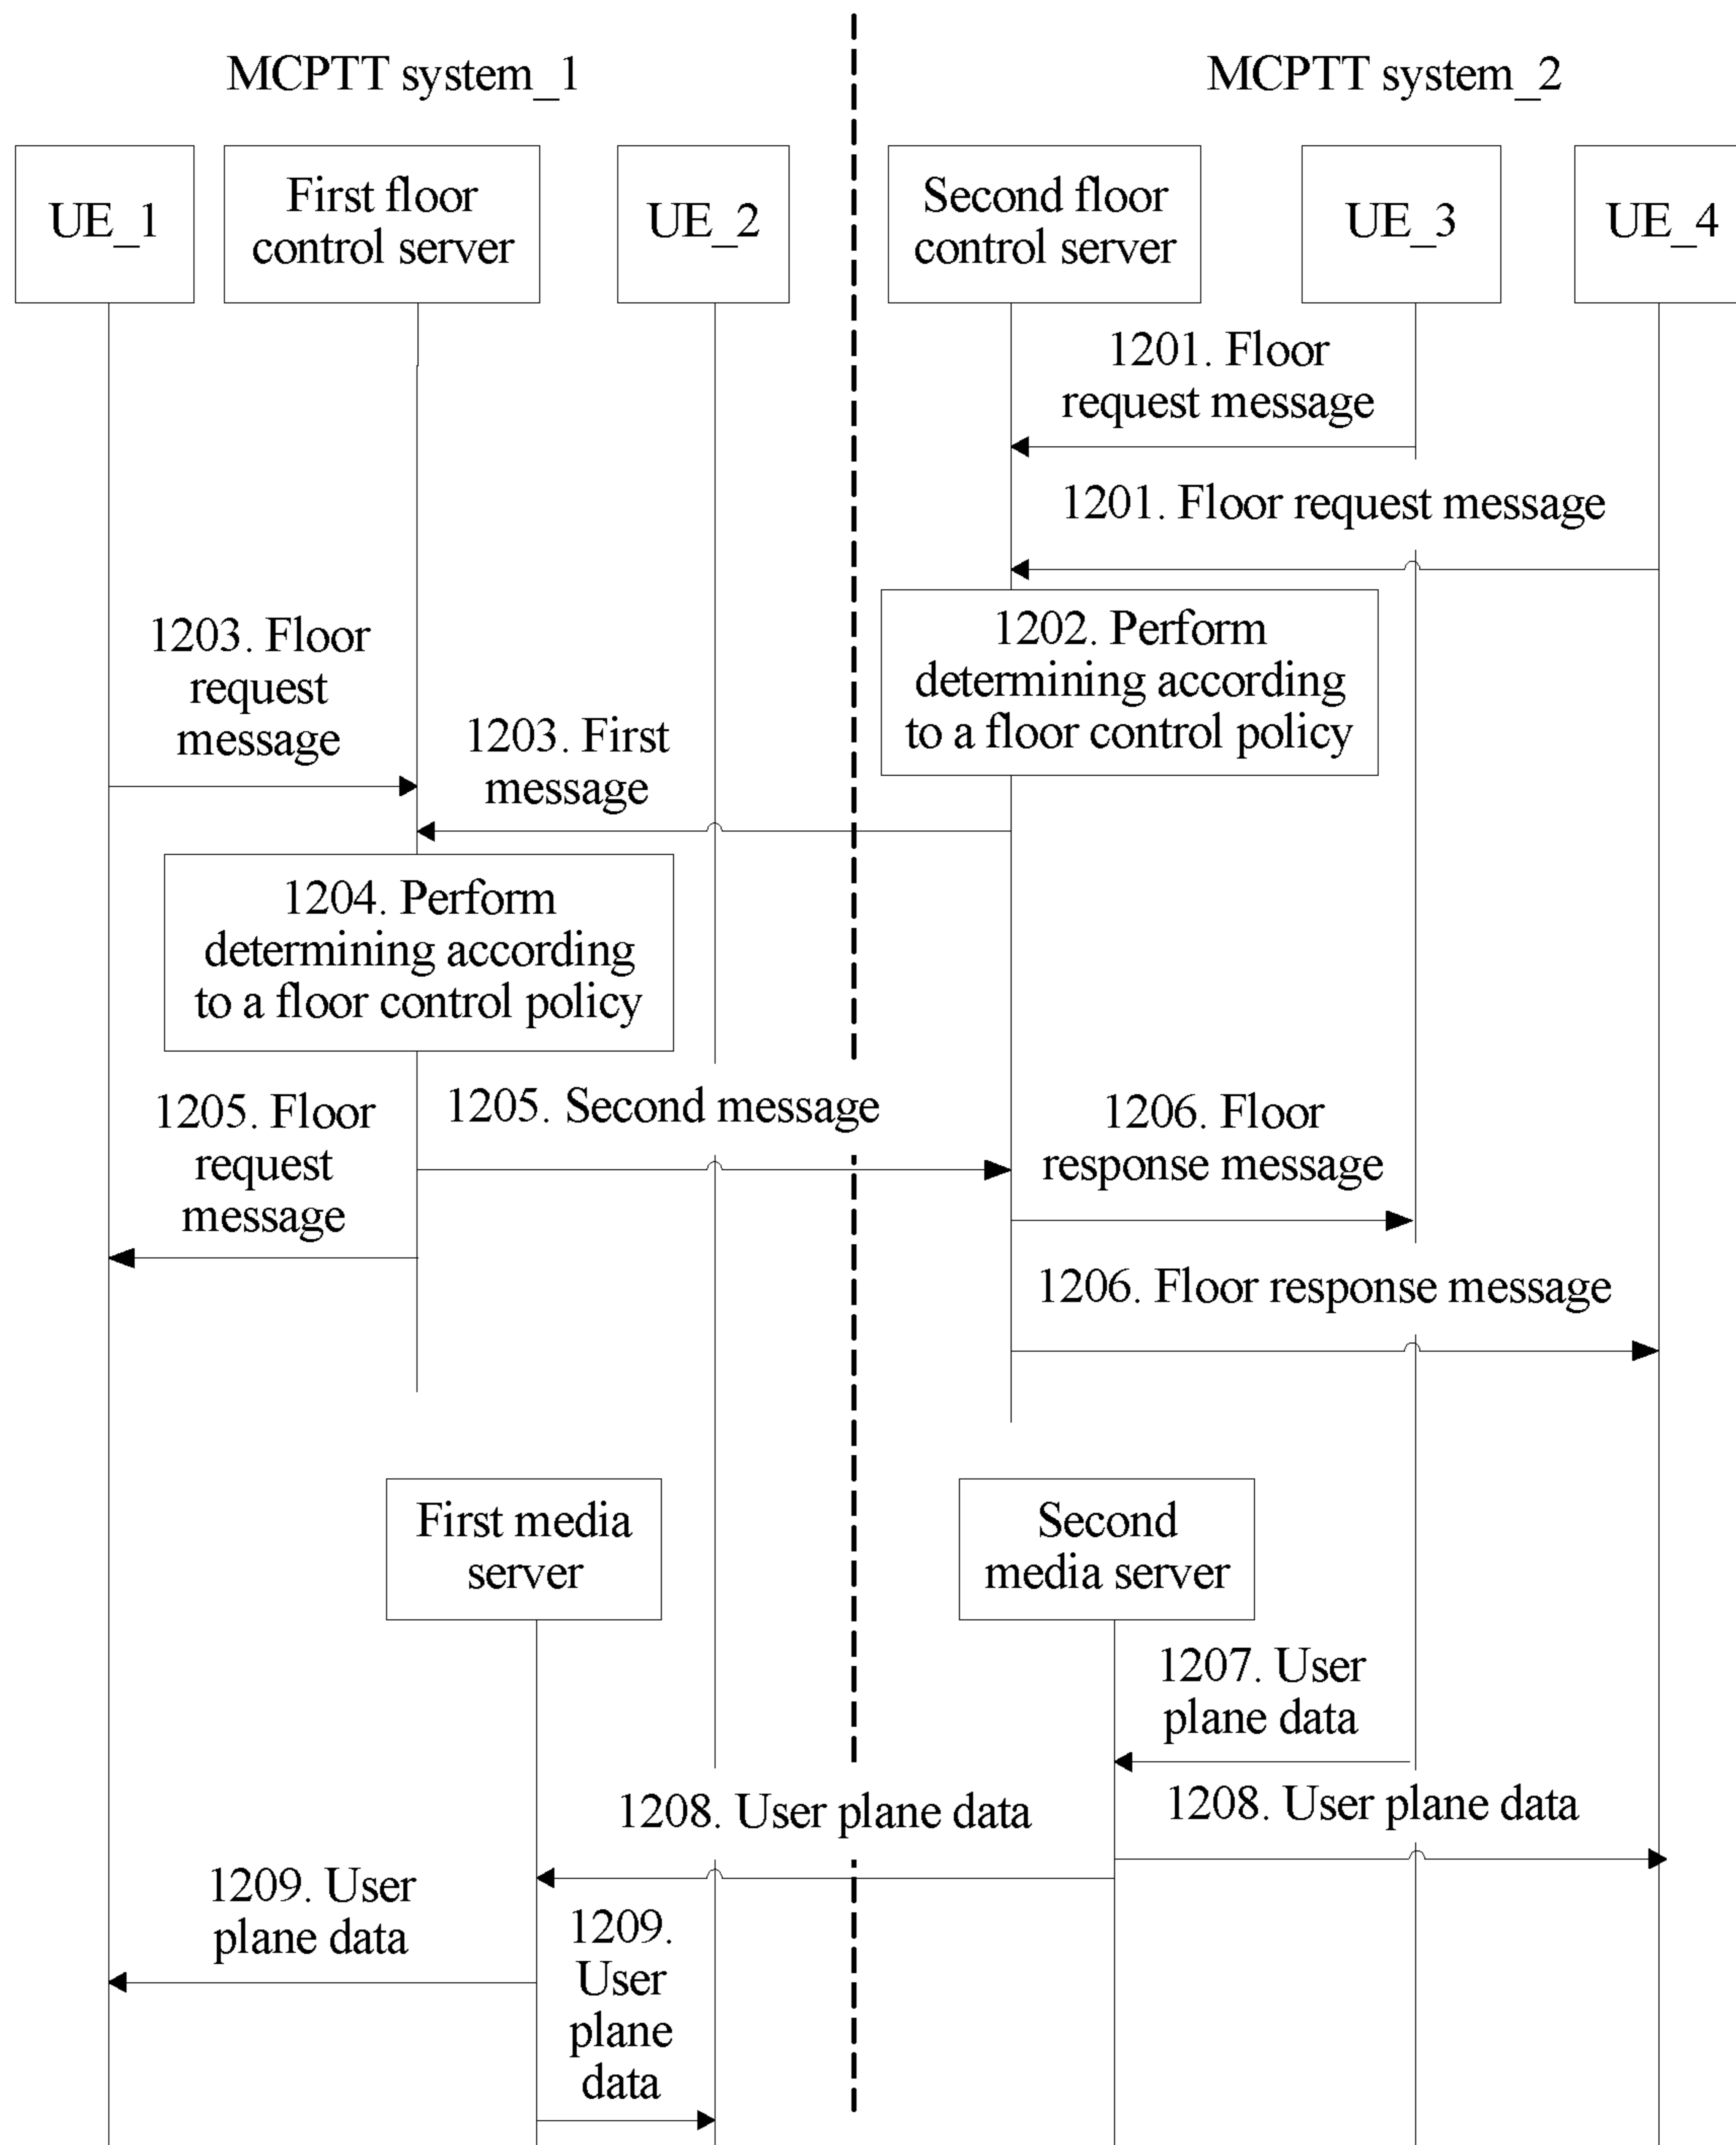 MCPTT system_1
MCPTT system_2
UE_1
First floor
control server
UE_2
Second floor
control server
UE_3
UE_4
1201. Floor
request message
1201. Floor request message
1202. Perform
determining according
to a floor control policy
1203. Floor
request
message
1203. First
message
1204. Perform
determining according
to a floor control policy
1205. Floor
request
message
1205. Second message
1206. Floor
response message
1206. Floor response message
First media
server
Second
media server
1207. User
plane data
1208. User plane data
1208. User plane data
1209. User
plane data
1209.
User
plane
data